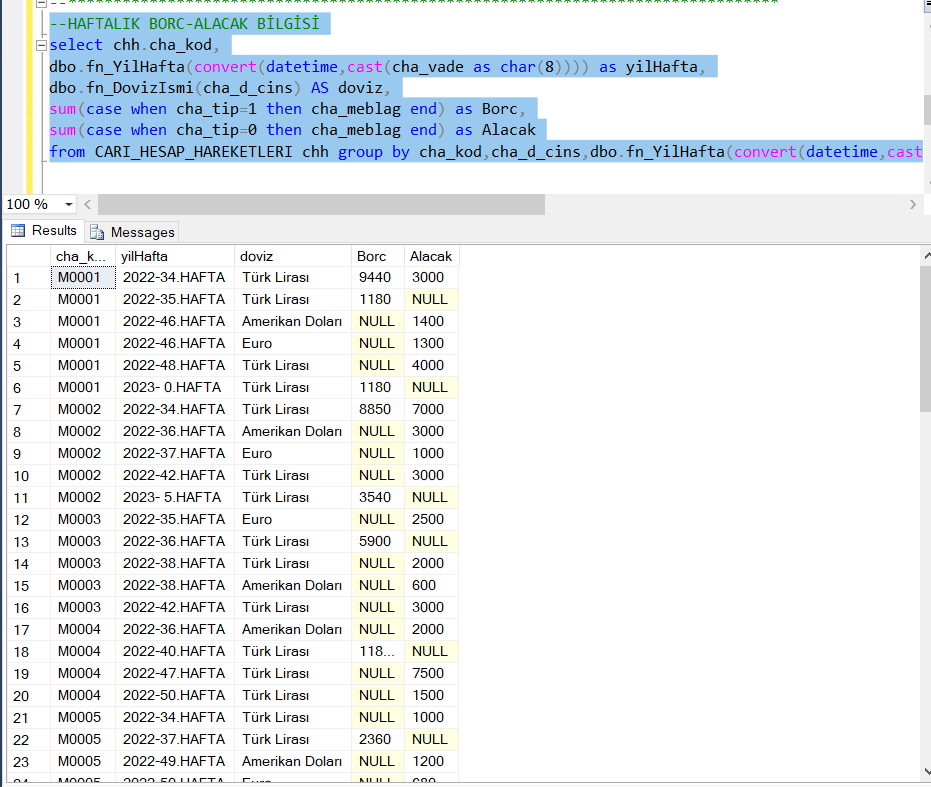 --*******************************************************************************
--HAFTALIK BORC-ALACAK BİLGİSİ
select chh.cha_kod,
dbo.fn_YilHafta(convert(datetime,cast(cha_vade as char(8)))) as yilHafta,
dbo.fn_DovizIsmi(cha_d_cins) AS doviz,
sum(case when cha_tip=1 then cha_meblag end) as Borc,
sum(case when cha_tip=0 then cha_meblag end) as Alacak
from CARI_HESAP_HAREKETLERI chh group by cha_kod,cha_d_cins,dbo.fn_YilHafta(convert(datetime,cast
100 %
Results Messages
cha_k... yilHafta doviz Borc Alacak
1 M0001 2022-34.HAFTA Türk Lirası 9440 3000
2 M0001 2022-35.HAFTA Türk Lirası 1180 NULL
3 M0001 2022-46.HAFTA Amerikan Doları NULL 1400
4 M0001 2022-46.HAFTA Euro NULL 1300
5 M0001 2022-48.HAFTA Türk Lirası NULL 4000
6 M0001 2023- 0.HAFTA Türk Lirası 1180 NULL
7 M0002 2022-34.HAFTA Türk Lirası 8850 7000
8 M0002 2022-36.HAFTA Amerikan Doları NULL 3000
9 M0002 2022-37.HAFTA Euro NULL 1000
10 M0002 2022-42.HAFTA Türk Lirası NULL 3000
11 M0002 2023- 5.HAFTA Türk Lirası 3540 NULL
12 M0003 2022-35.HAFTA Euro NULL 2500
13 M0003 2022-36.HAFTA Türk Lirası 5900 NULL
14 M0003 2022-38.HAFTA Türk Lirası NULL 2000
15 M0003 2022-38.HAFTA Amerikan Doları NULL 600
16 M0003 2022-42.HAFTA Türk Lirası NULL 3000
17 M0004 2022-36.HAFTA Amerikan Doları NULL 2000
18 M0004 2022-40.HAFTA Türk Lirası 118... NULL
19 M0004 2022-47.HAFTA Türk Lirası NULL 7500
20 M0004 2022-50.HAFTA Türk Lirası NULL 1500
21 M0005 2022-34.HAFTA Türk Lirası NULL 1000
22 M0005 2022-37.HAFTA Türk Lirası 2360 NULL
23 M0005 2022-49.HAFTA Amerikan Doları NULL 1200
24 M0005 2022-50.HAFTA Euro NULL